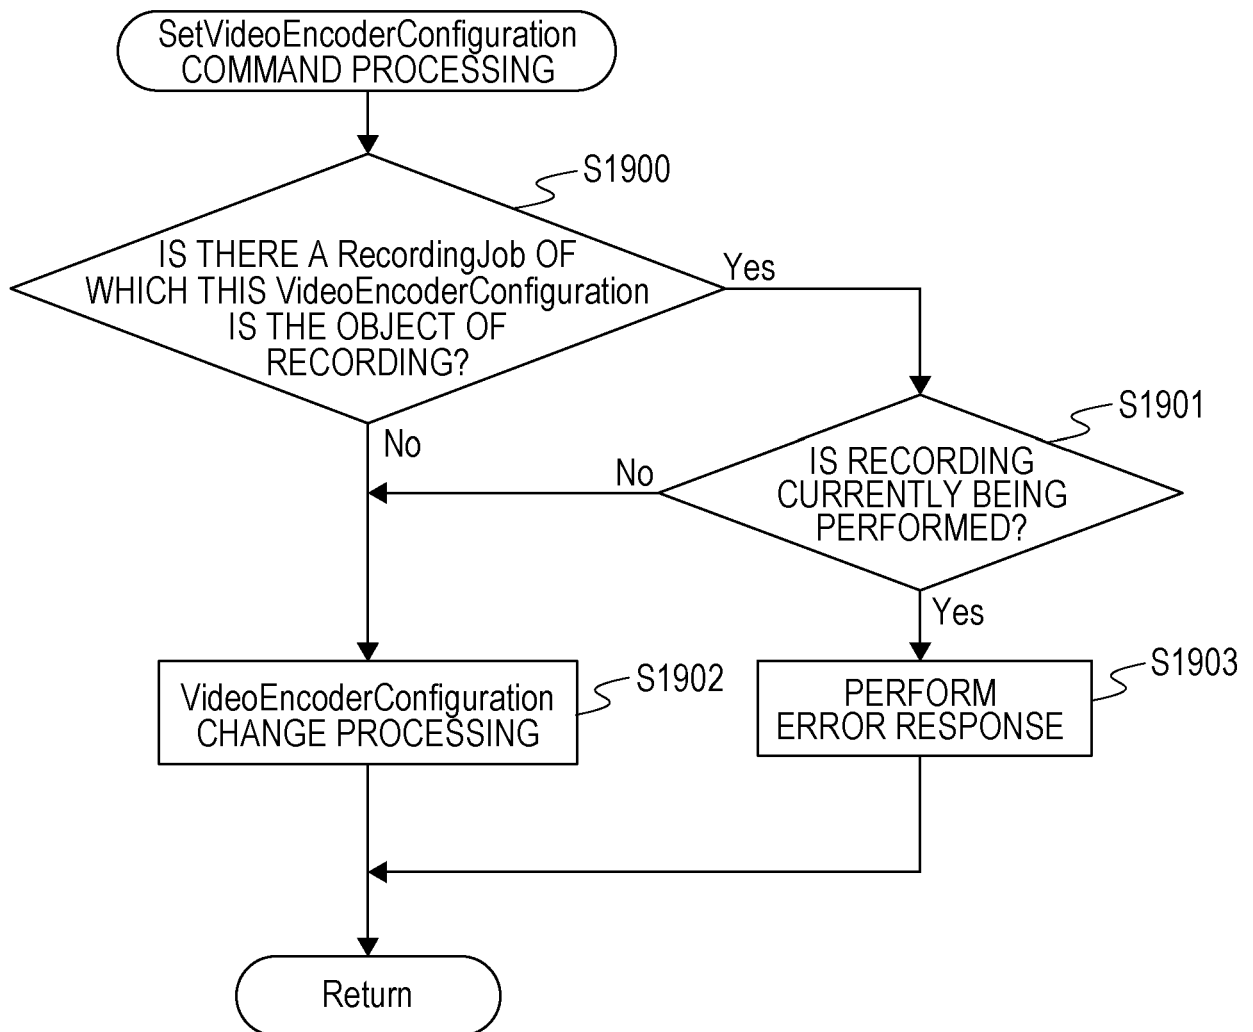 SetVideoEncoderConfiguration
COMMAND PROCESSING
S1900
IS THERE A RecordingJob OF
WHICH THIS VideoEncoderConfiguration
IS THE OBJECT OF
RECORDING?
Yes
No
S1901
IS RECORDING
CURRENTLY BEING
PERFORMED?
No
Yes
S1902
VideoEncoderConfiguration
CHANGE PROCESSING
S1903
PERFORM
ERROR RESPONSE
Return